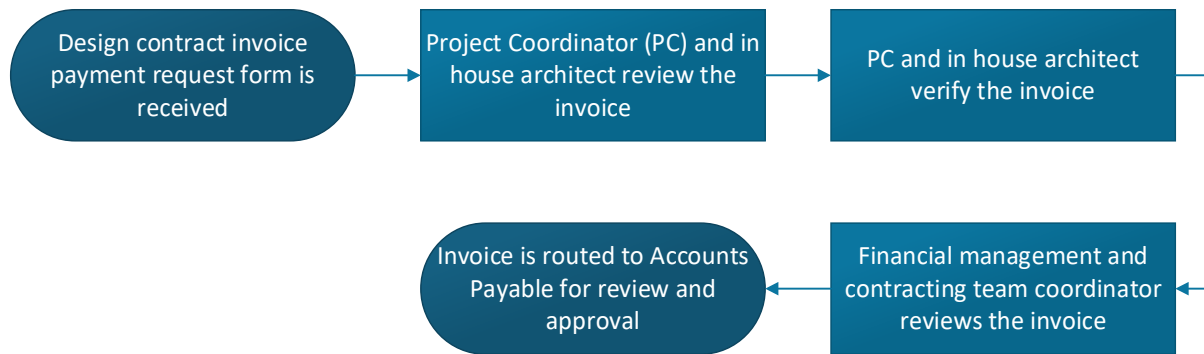 Design contract invoice
payment request form is
received
Project Coordinator (PC) and in
house architect review the
invoice
PC and in house architect
verify the invoice
Financial management and
contracting team coordinator
reviews the invoice
Invoice is routed to Accounts
Payable for review and
approval